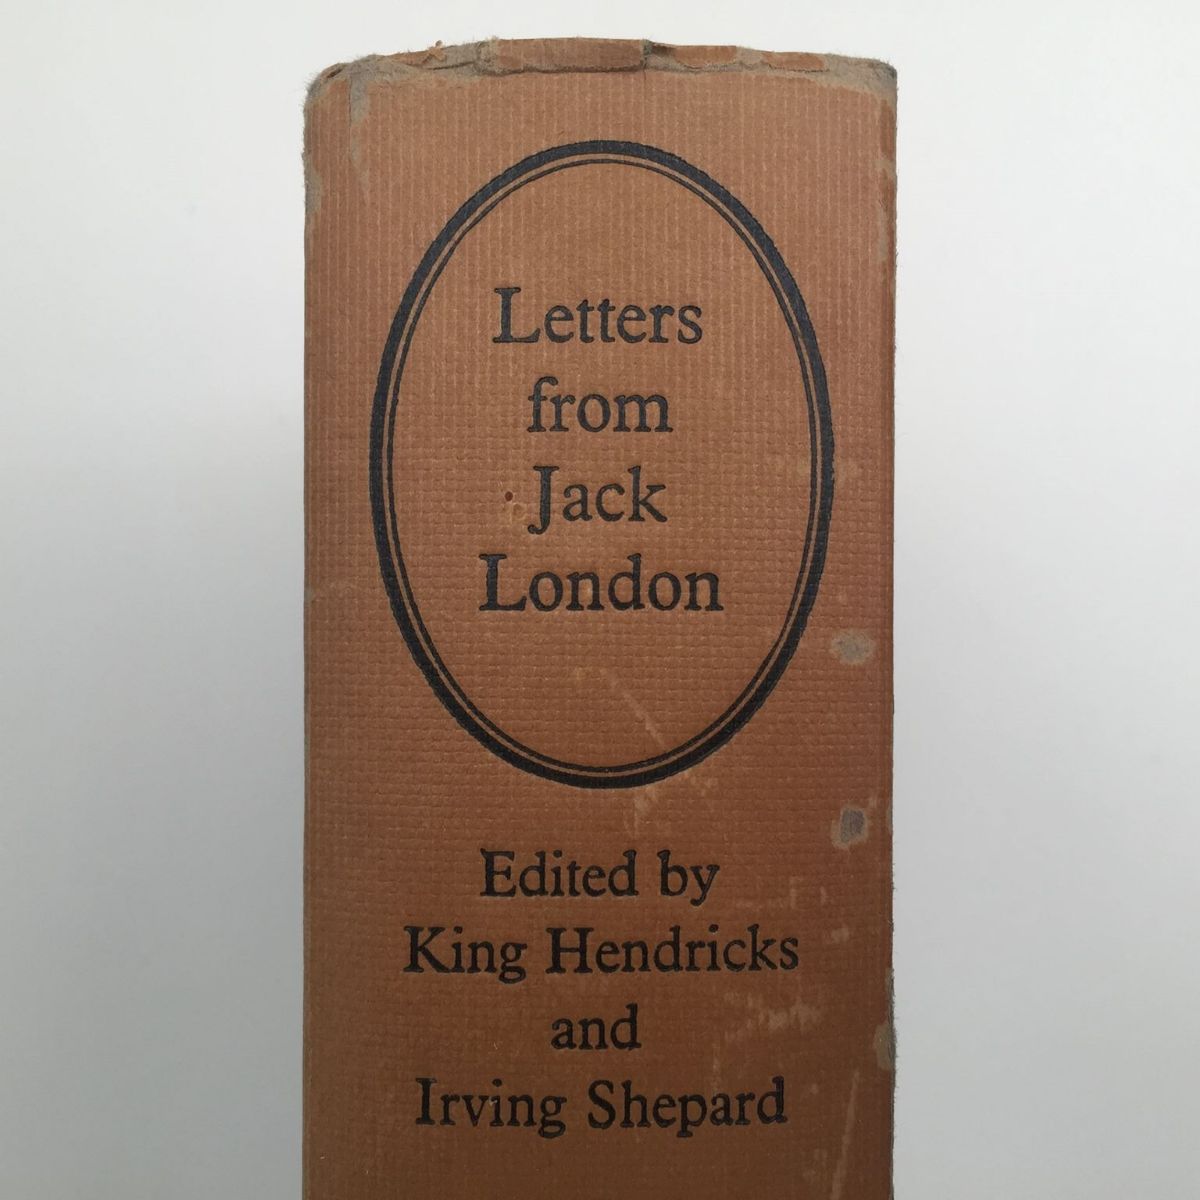 Letters
from
Jack
London
Edited by
King Hendricks
and
Irving Shepard